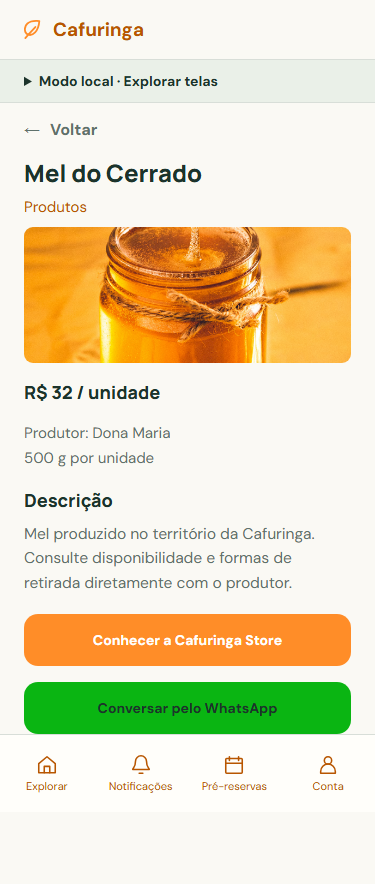 Cafuringa
▶ Modo local · Explorar telas
← Voltar
Mel do Cerrado
Produtos
R$ 32 / unidade
Produtor: Dona Maria
500 g por unidade
Descrição
Mel produzido no território da Cafuringa.
Consulte disponibilidade e formas de
retirada diretamente com o produtor.
Conhecer a Cafuringa Store
Conversar pelo WhatsApp
Explorar Notificações Pré-reservas Conta